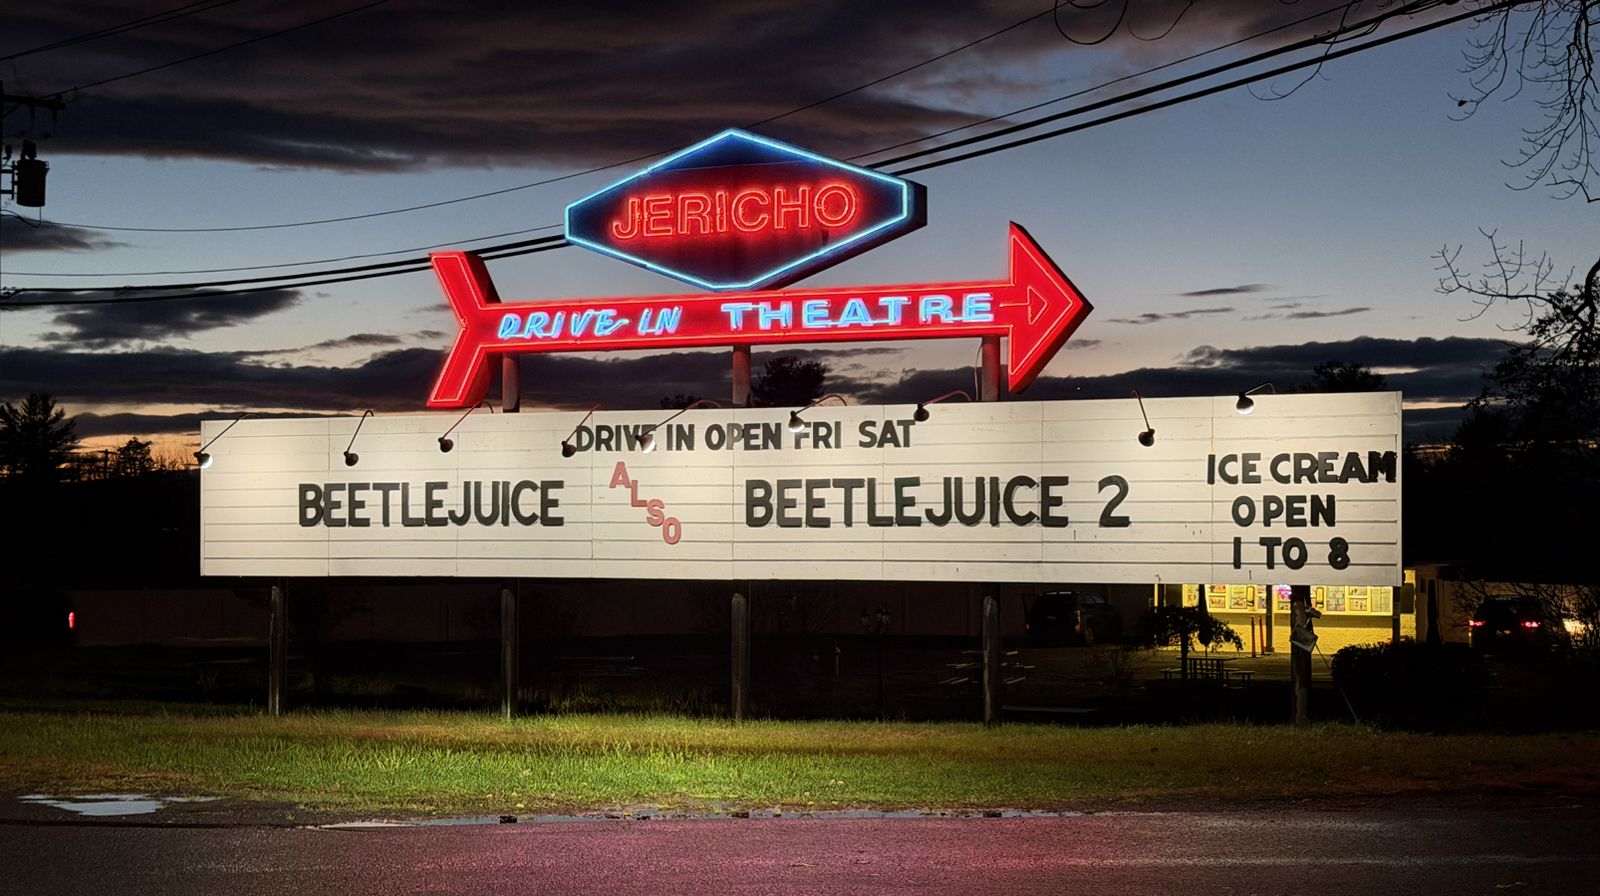 JERICHO
DRIVE-IN THEATRE
DRIVE IN OPEN FRI SAT
BEETLEJUICE ALSO BEETLEJUICE 2
ICE CREAM
OPEN
1 TO 8